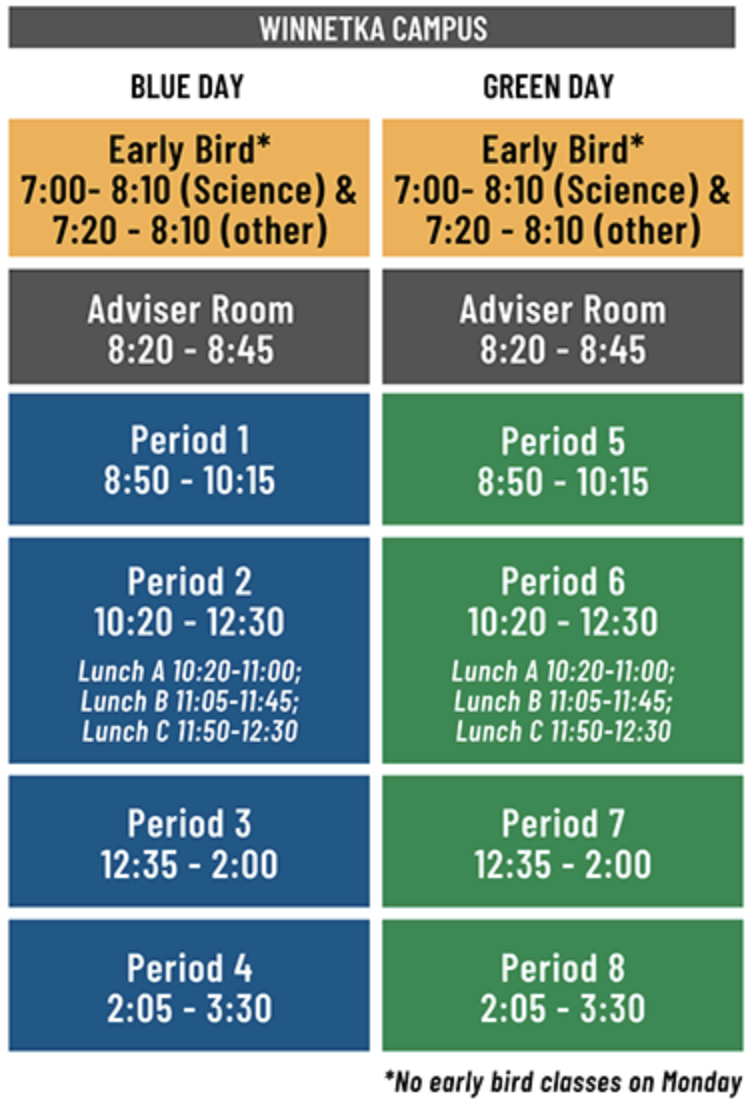 WINNETKA CAMPUS
BLUE DAY
Early Bird*
7:00- 8:10 (Science) &
7:20 - 8:10 (other)
Adviser Room
8:20 - 8:45
Period 1
8:50 - 10:15
Period 2
10:20 - 12:30
Lunch A 10:20-11:00;
Lunch B 11:05-11:45;
Lunch C 11:50-12:30
Period 3
12:35 - 2:00
Period 4
2:05 - 3:30
GREEN DAY
Early Bird*
7:00- 8:10 (Science) &
7:20 - 8:10 (other)
Adviser Room
8:20 - 8:45
Period 5
8:50 - 10:15
Period 6
10:20 - 12:30
Lunch A 10:20-11:00;
Lunch B 11:05-11:45;
Lunch C 11:50-12:30
Period 7
12:35 - 2:00
Period 8
2:05 - 3:30
*No early bird classes on Monday